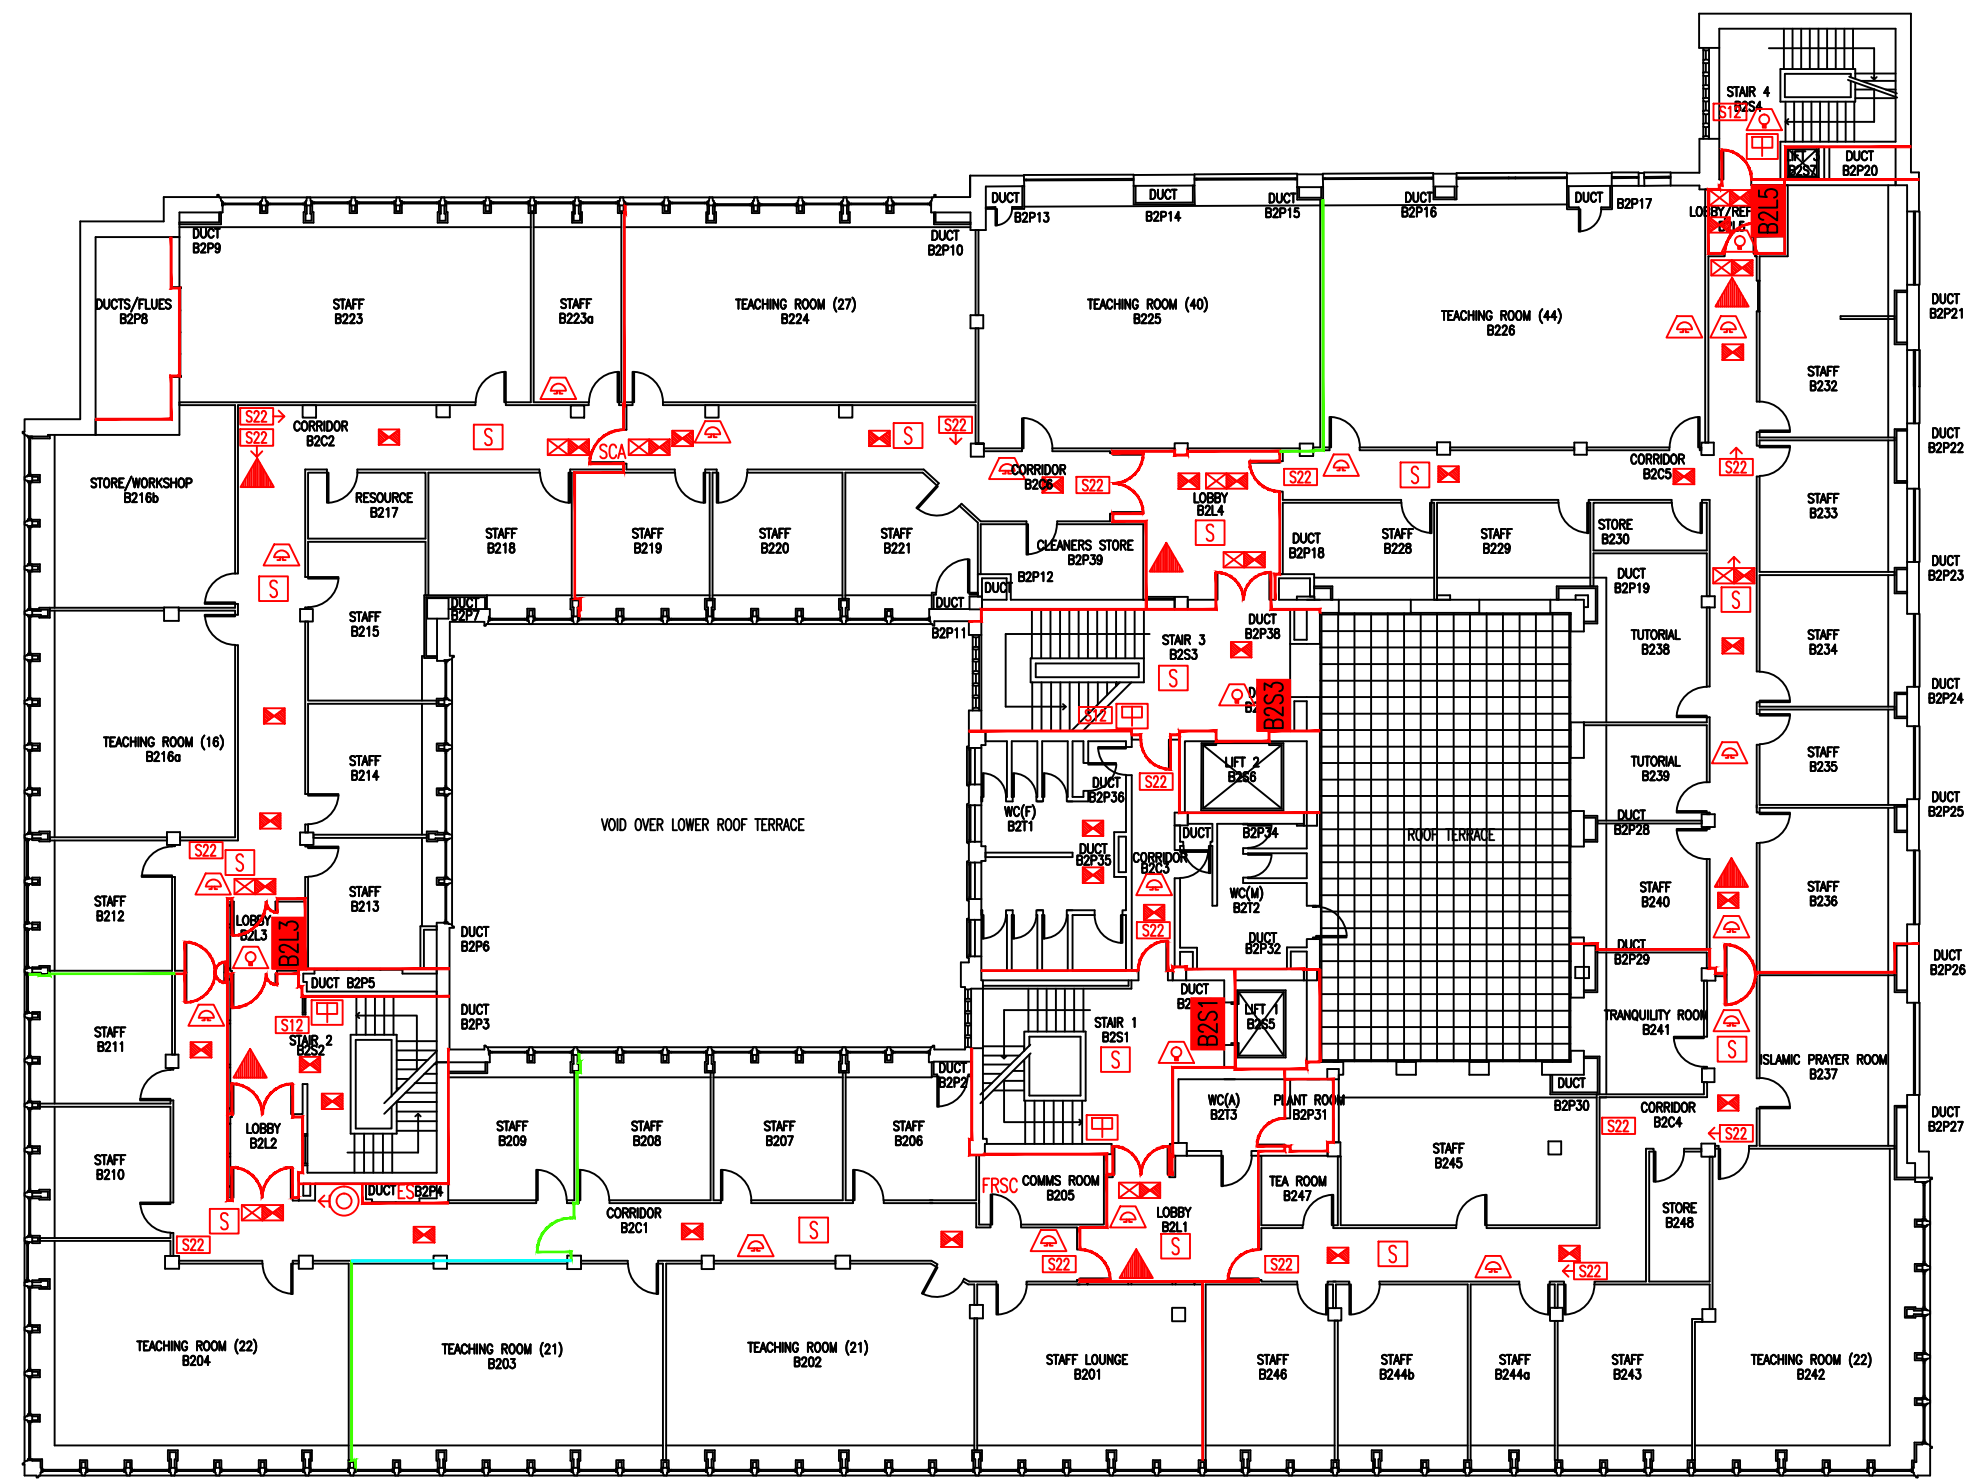 STAIR 4
B2S4
S12
LIFT 3
B2S7
DUCT
B2P20
DUCT
B2P13
DUCT
B2P14
DUCT
B2P15
DUCT
B2P16
DUCT
B2P17
B2L5
B2L5
DUCT
B2P9
DUCT
B2P10
DUCTS/FLUES
B2P8
STAFF
B223
STAFF
B223a
TEACHING ROOM (27)
B224
TEACHING ROOM (40)
B225
TEACHING ROOM (44)
B226
DUCT
B2P21
STAFF
B232
S22
S22
CORRIDOR
B2C2
S
SCA
S
S22
CORRIDOR
B2C6
S22
LOBBY
B2L4
S
S22
S
CORRIDOR
B2C5
S22
DUCT
B2P22
STORE/WORKSHOP
B216b
RESOURCE
B217
STAFF
B218
STAFF
B219
STAFF
B220
STAFF
B221
CLEANERS STORE
B2P39
DUCT
B2P12
DUCT
B2P18
STAFF
B228
STAFF
B229
STORE
B230
STAFF
B233
DUCT
B2P19
DUCT
B2P23
S
S
DUCT
B2P7
DUCT
B2P11
STAFF
B215
STAIR 3
B2S3
DUCT
B2P38
S
S12
B2S3
TUTORIAL
B238
STAFF
B234
DUCT
B2P24
TEACHING ROOM (16)
B216a
STAFF
B214
LIFT 2
B2S6
S22
DUCT
B2P36
WC(F)
B2T1
DUCT
B2P34
TUTORIAL
B239
STAFF
B235
DUCT
B2P25
VOID OVER LOWER ROOF TERRACE
ROOF TERRACE
DUCT
B2P28
DUCT
B2P35
CORRIDOR
B2C3
S22
S
STAFF
B212
STAFF
B213
LOBBY
B2L3
B2L3
WC(M)
B2T2
S22
DUCT
B2P32
STAFF
B240
STAFF
B236
DUCT
B2P6
DUCT
B2P29
DUCT
B2P26
DUCT B2P5
DUCT
B2P3
S12
STAIR 2
B2S2
STAFF
B211
STAIR 1
B2S1
S
DUCT
B2S1
LIFT 1
B2S5
TRANQUILITY ROOM
B241
S
ISLAMIC PRAYER ROOM
B237
DUCT
B2P2
WC(A)
B2T3
PLANT ROOM
B2P31
DUCT
B2P30
CORRIDOR
B2C4
S22
S22
DUCT
B2P27
LOBBY
B2L2
STAFF
B209
STAFF
B208
STAFF
B207
STAFF
B206
STAFF
B210
STAFF
B245
DUCT
ES
B2P4
FRSC
COMMS ROOM
B205
TEA ROOM
B247
LOBBY
B2L1
S
STORE
B248
S22
S
CORRIDOR
B2C1
S
S22
S22
S
S22
TEACHING ROOM (22)
B204
TEACHING ROOM (21)
B203
TEACHING ROOM (21)
B202
STAFF LOUNGE
B201
STAFF
B246
STAFF
B244b
STAFF
B244a
STAFF
B243
TEACHING ROOM (22)
B242